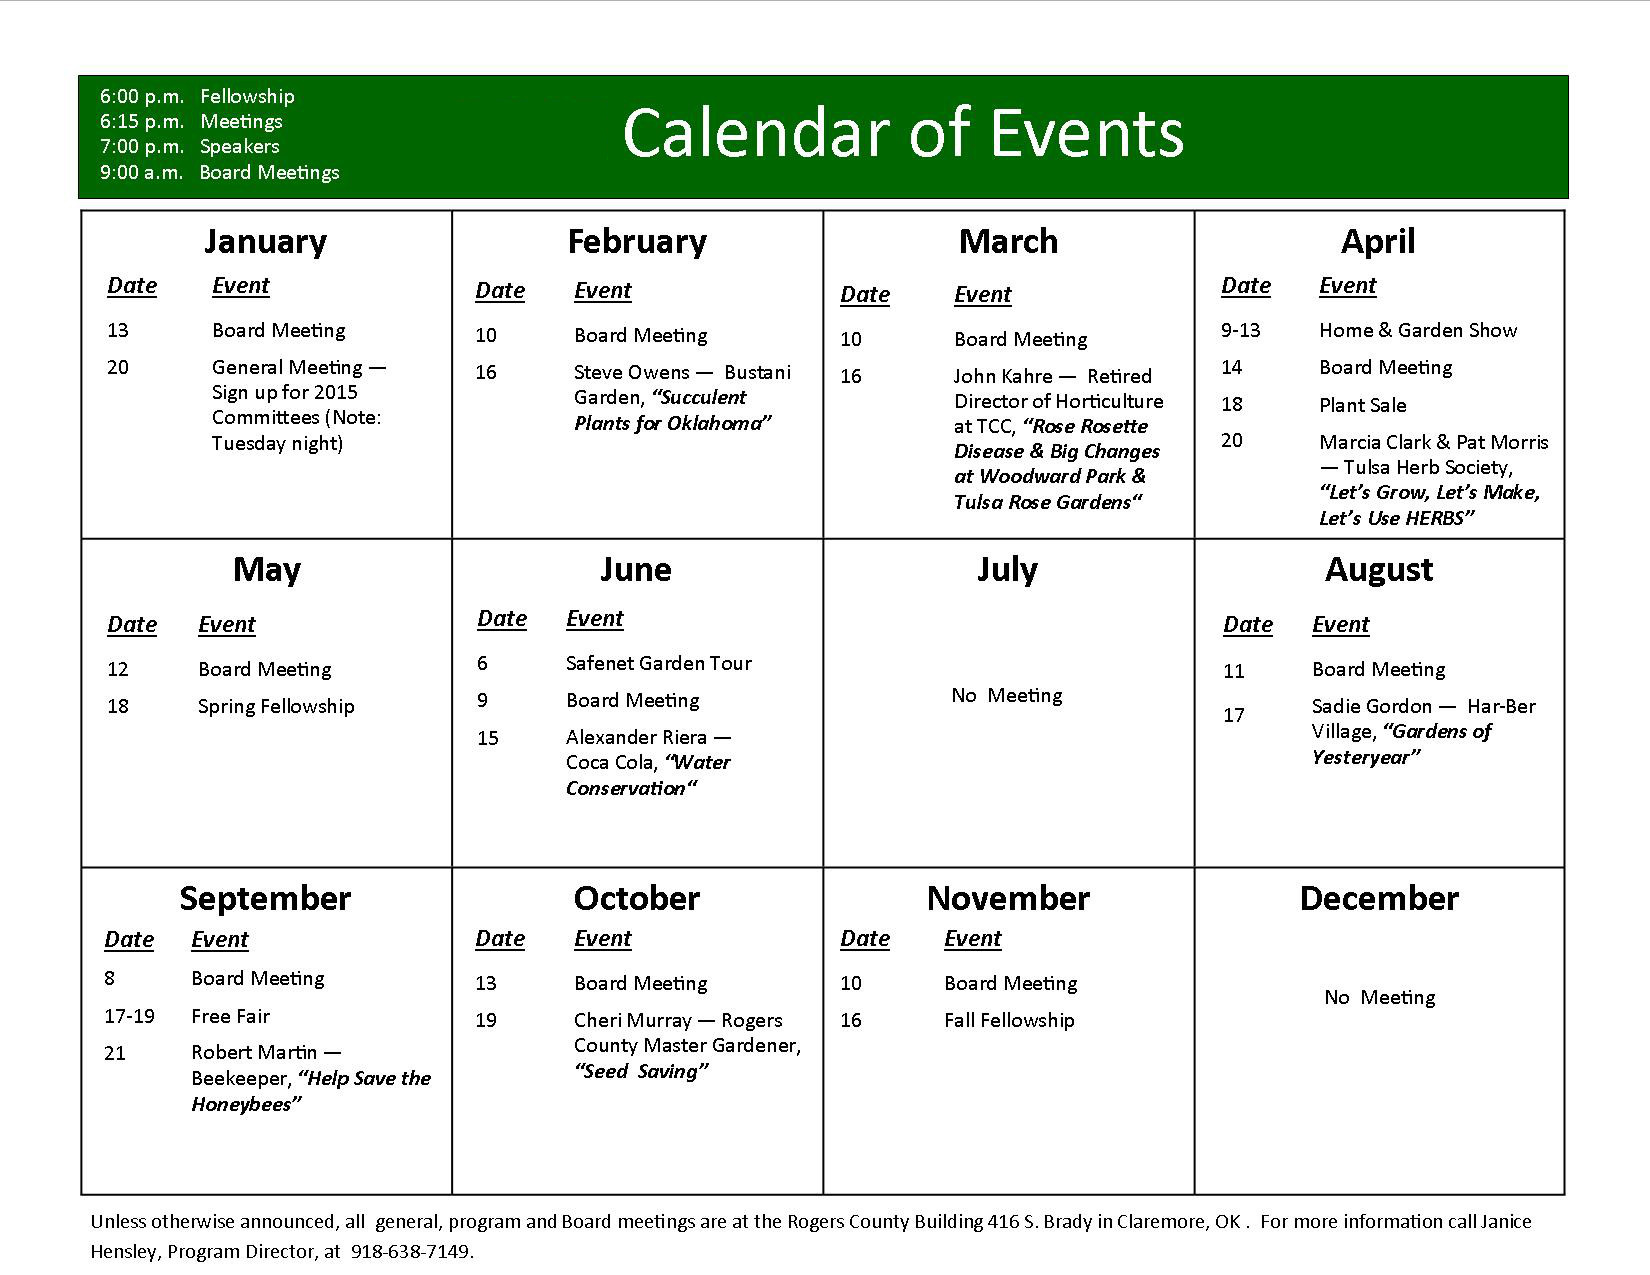 6:00 p.m. Fellowship
6:15 p.m. Meetings
7:00 p.m. Speakers
9:00 a.m. Board Meetings
Calendar of Events
January
Date Event
13 Board Meeting
20 General Meeting —
Sign up for 2015
Committees (Note:
Tuesday night)
February
Date Event
10 Board Meeting
16 Steve Owens — Bustani
Garden, “Succulent
Plants for Oklahoma”
March
Date Event
10 Board Meeting
16 John Kahre — Retired
Director of Horticulture
at TCC, “Rose Rosette
Disease & Big Changes
at Woodward Park &
Tulsa Rose Gardens“
April
Date Event
9-13 Home & Garden Show
14 Board Meeting
18 Plant Sale
20 Marcia Clark & Pat Morris
— Tulsa Herb Society,
“Let’s Grow, Let’s Make,
Let’s Use HERBS”
May
Date Event
12 Board Meeting
18 Spring Fellowship
June
Date Event
6 Safenet Garden Tour
9 Board Meeting
15 Alexander Riera —
Coca Cola, “Water
Conservation“
July
No Meeting
August
Date Event
11 Board Meeting
17 Sadie Gordon — Har-Ber
Village, “Gardens of
Yesteryear”
September
Date Event
8 Board Meeting
17-19 Free Fair
21 Robert Martin —
Beekeeper, “Help Save the
Honeybees”
October
Date Event
13 Board Meeting
19 Cheri Murray — Rogers
County Master Gardener,
“Seed Saving”
November
Date Event
10 Board Meeting
16 Fall Fellowship
December
No Meeting
Unless otherwise announced, all general, program and Board meetings are at the Rogers County Building 416 S. Brady in Claremore, OK . For more information call Janice
Hensley, Program Director, at 918-638-7149.